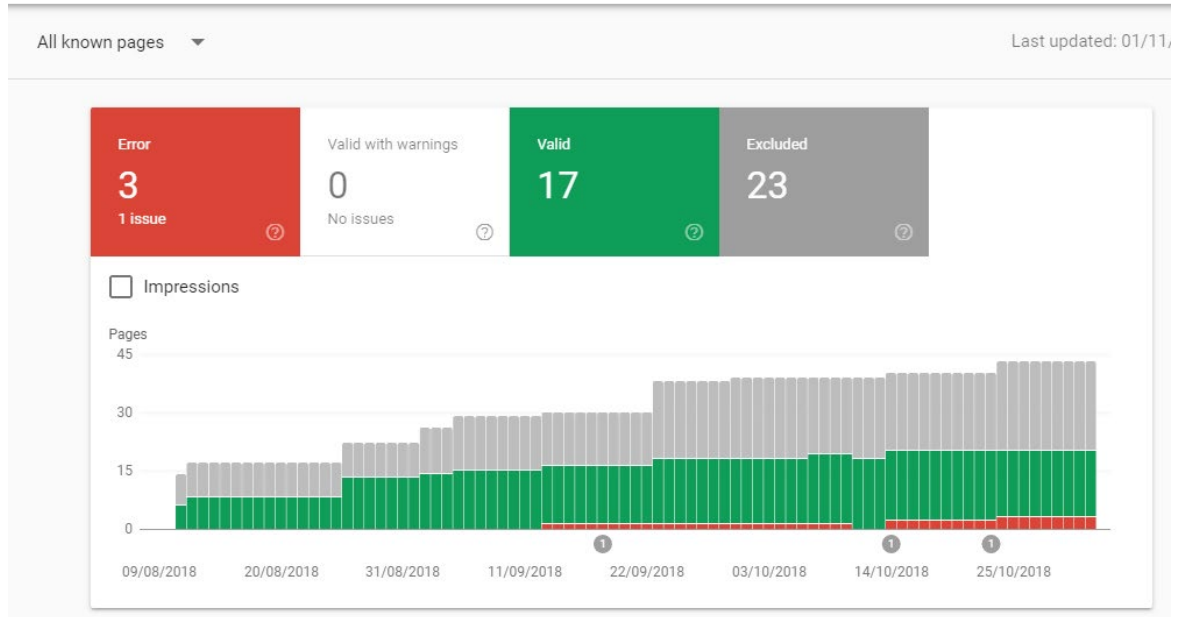 All known pages
Last updated: 01/11/
Error
Valid with warnings
Valid
Excluded
3
0
17
23
1 issue
No issues
Impressions
Pages
45
30
15
0
1
1
1
09/08/2018
20/08/2018
31/08/2018
11/09/2018
22/09/2018
03/10/2018
14/10/2018
25/10/2018